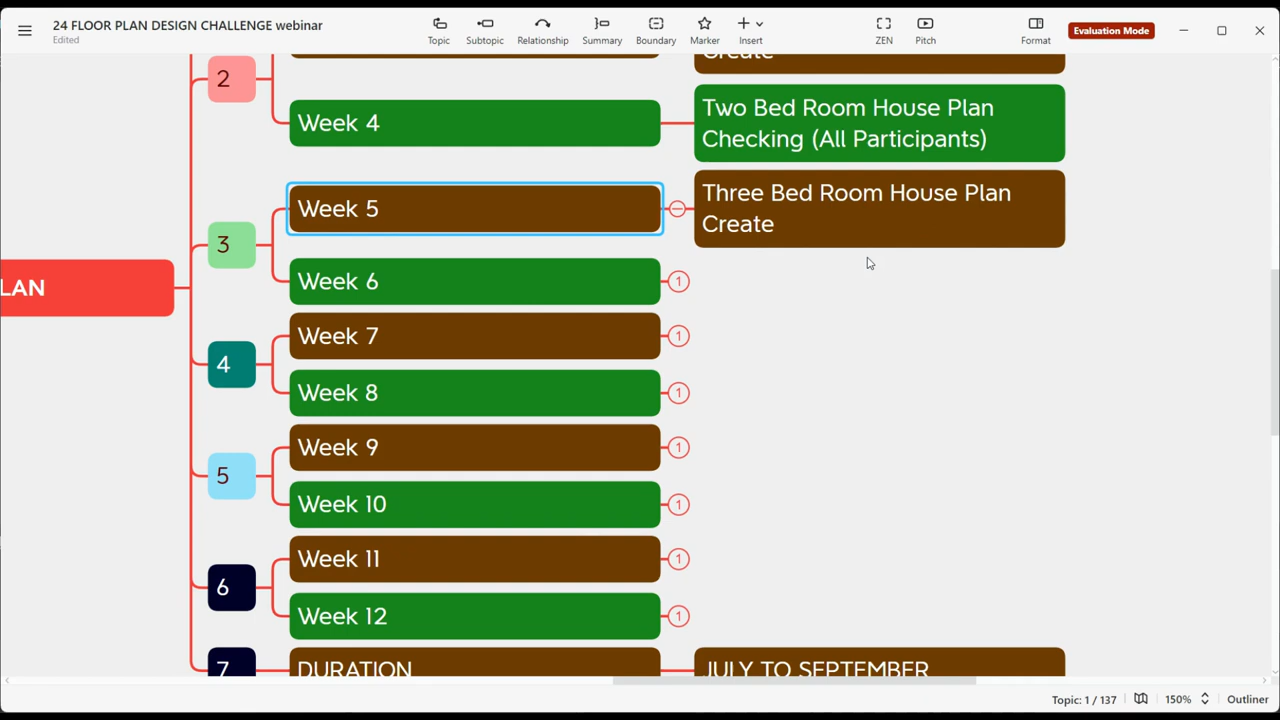 24 FLOOR PLAN DESIGN CHALLENGE webinar
Edited
Topic
Subtopic
Relationship
Summary
Boundary
Marker
Insert
ZEN
Pitch
Format
Evaluation Mode
Create
2
Week 4
Two Bed Room House Plan
Checking (All Participants)
Week 5
Three Bed Room House Plan
Create
3
LAN
Week 6
1
Week 7
1
4
Week 8
1
Week 9
1
5
Week 10
1
Week 11
1
6
Week 12
1
7
DURATION
JULY TO SEPTEMBER
Topic: 1 / 137
150%
Outliner